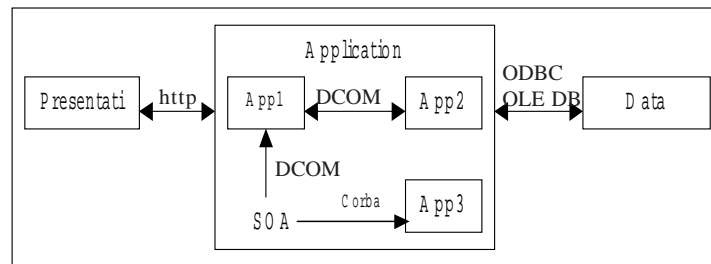 Application
ODBC
OLE DB
Presentati
http
App1
DCOM
App2
Data
DCOM
Corba
SOA
App3